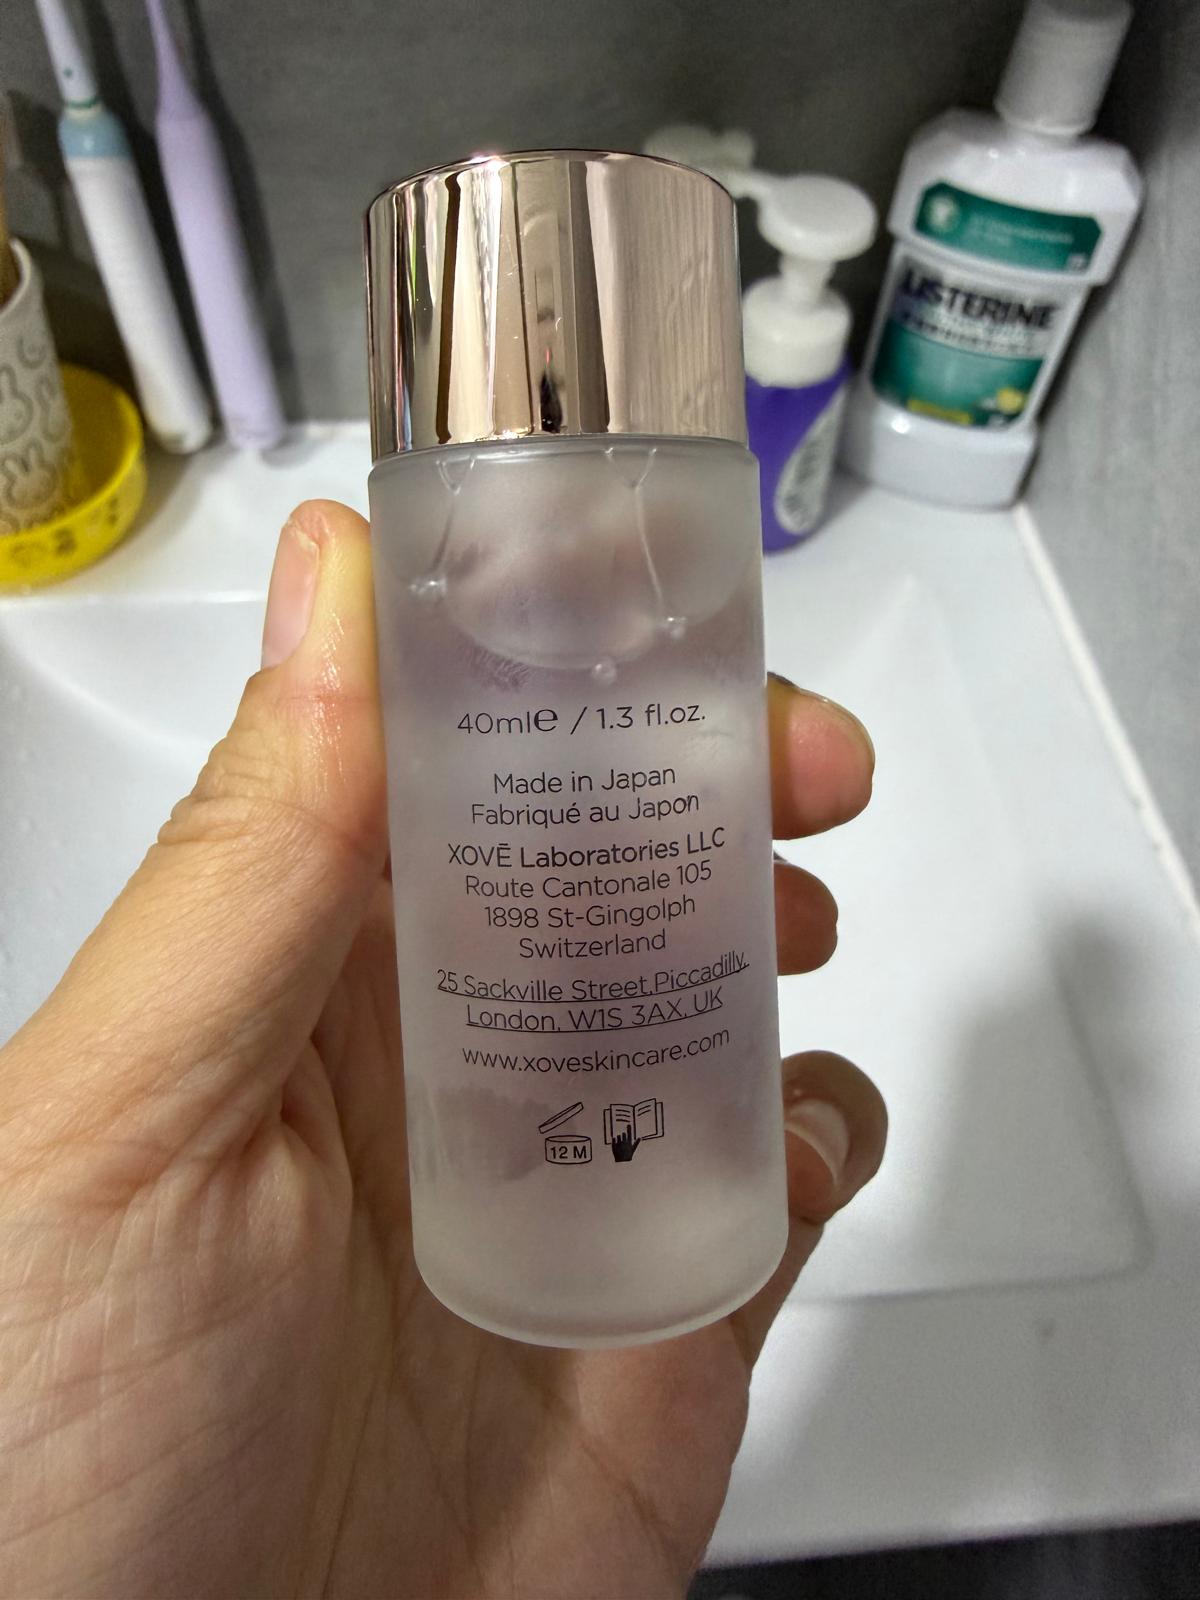 40ml℮ / 1.3 fl.oz.
Made in Japan
Fabriqué au Japon
XOVĒ Laboratories LLC
Route Cantonale 105
1898 St-Gingolph
Switzerland
25 Sackville Street,Piccadilly,
London, W1S 3AX, UK
www.xoveskincare.com
12 M
LISTERINE